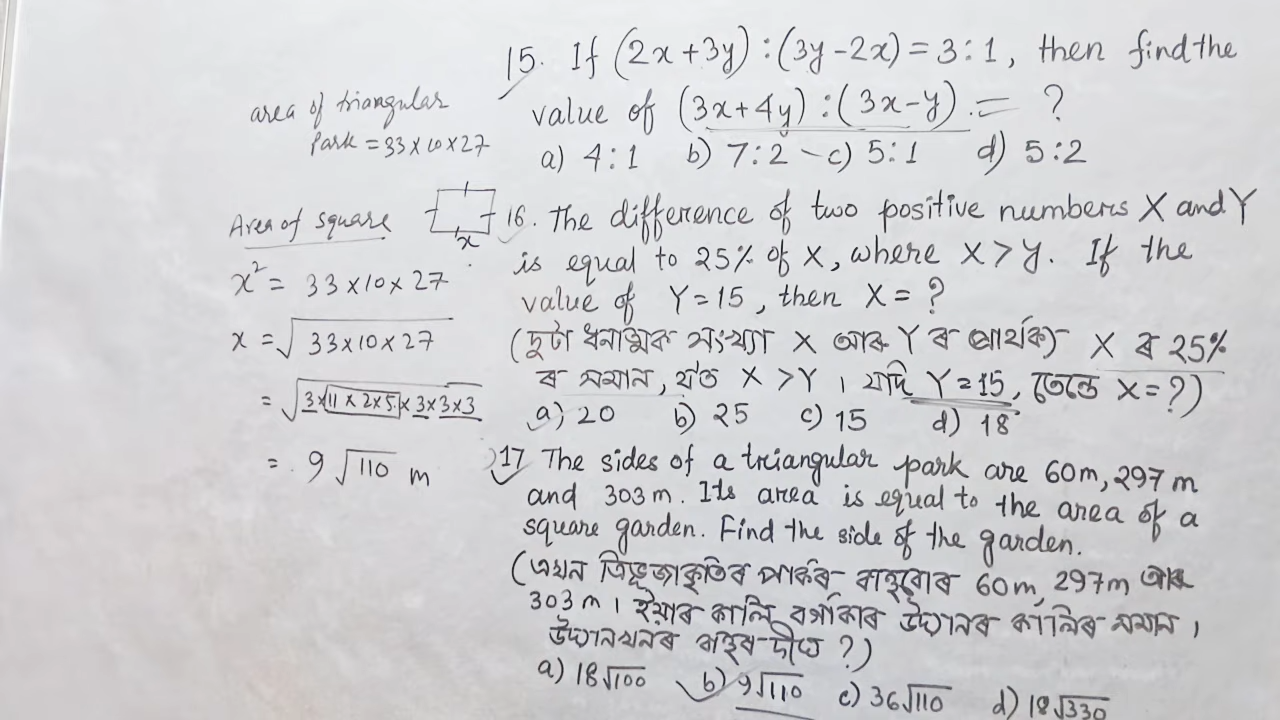 area of triangular
Park = 33 x 10 x 27
Area of square
x
x² = 33 x 10 x 27
x = √33 x 10 x 27
= √3 x 11 x 2 x 5 x 3 x 3 x 3
= 9 √110 m
15. If (2x+3y) : (3y-2x) = 3:1, then find the
value of (3x+4y) : (3x-y) = ?
a) 4:1 b) 7:2 c) 5:1 d) 5:2
16. The difference of two positive numbers X and Y
is equal to 25% of X, where X > Y. If the
value of Y=15, then X = ?
(দুটা ধনাত্মক সংখ্যা X আৰু Y ৰ পাৰ্থক্য X ৰ 25%
ৰ সমান, য'ত X > Y । যদি Y = 15, তেন্তে X = ?)
a) 20 b) 25 c) 15 d) 18
17 The sides of a triangular park are 60m, 297m
and 303m. Its area is equal to the area of a
square garden. Find the side of the garden.
(এখন ত্ৰিভূজাকৃতিৰ পাৰ্কৰ বাহুবোৰ 60m, 297m আৰু
303m। ইয়াৰ কালি বৰ্গাকাৰ উদ্যানৰ কালিৰ সমান,
উদ্যানখনৰ বাহুৰ দীঘ ?)
a) 18√100 b) 9√110 c) 36√110 d) 18√330